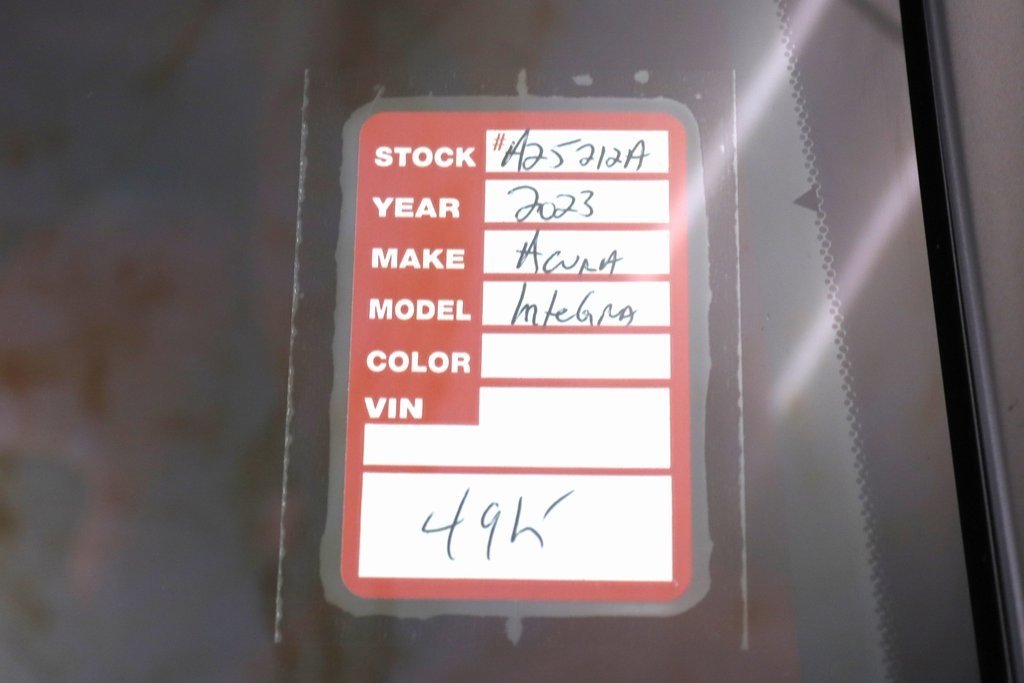 STOCK #A25212A
YEAR 2023
MAKE Acura
MODEL Integra
COLOR
VIN
49K